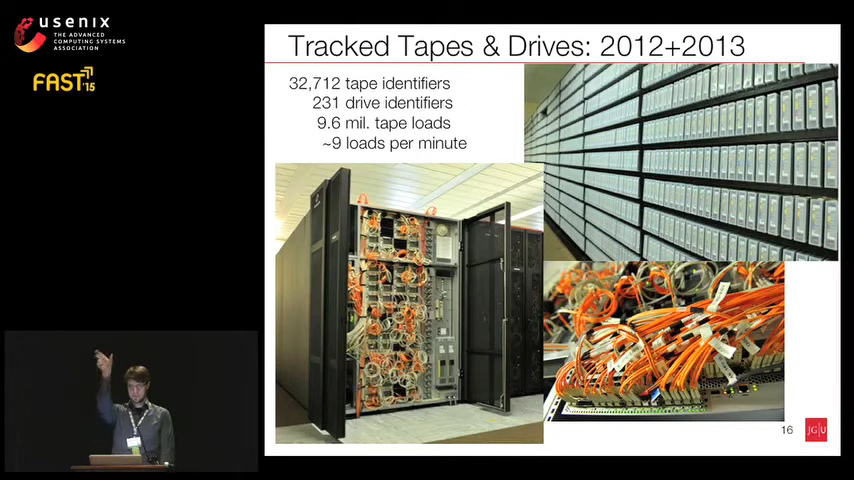 usenix
THE ADVANCED
COMPUTING SYSTEMS
ASSOCIATION
FAST'15
Tracked Tapes & Drives: 2012+2013
32,712 tape identifiers
231 drive identifiers
9.6 mil. tape loads
~9 loads per minute
16
JG|U